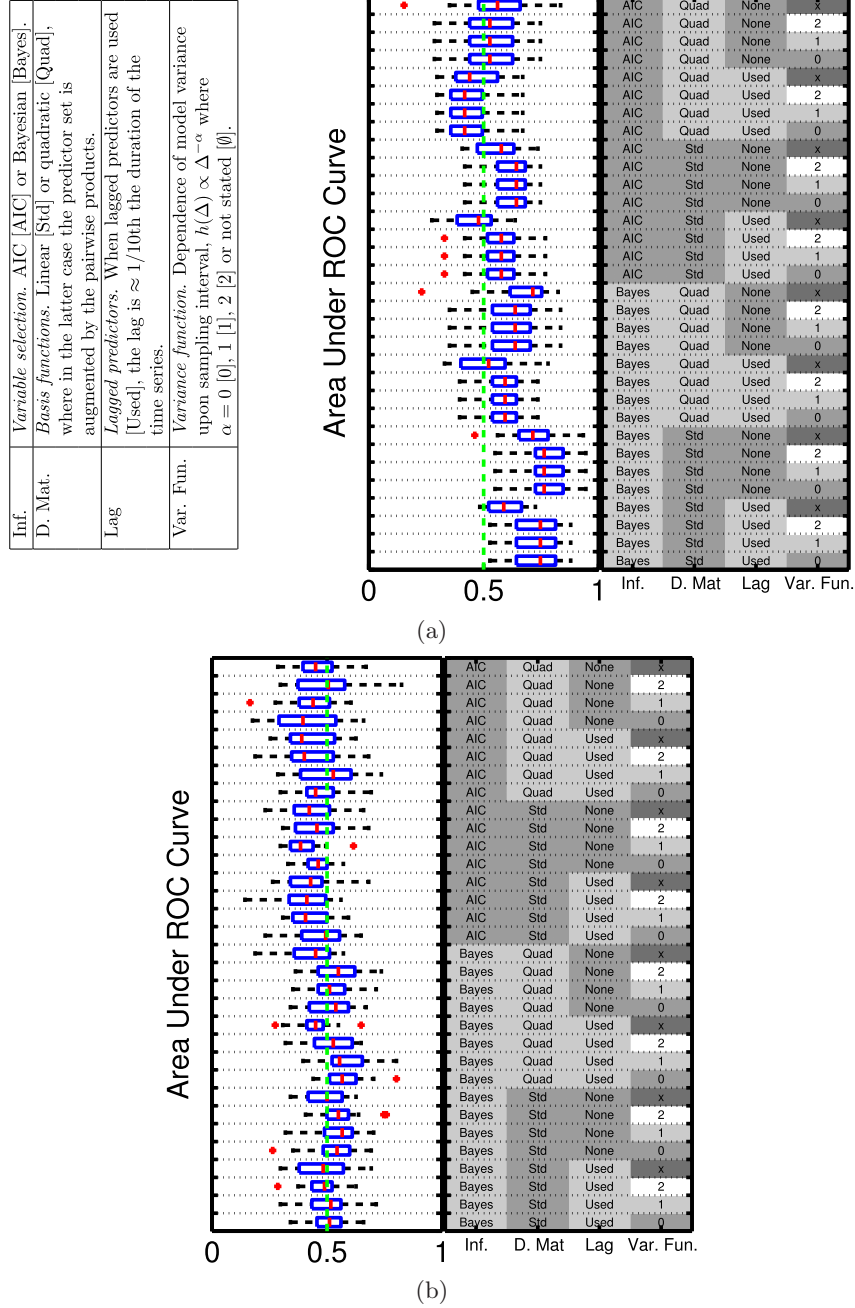 Inf. Variable selection. AIC [AIC] or Bayesian [Bayes].
D. Mat. Basis functions. Linear [Std] or quadratic [Quad],
where in the latter case the predictor set is
augmented by the pairwise products.
Lag Lagged predictors. When lagged predictors are used
[Used], the lag is ≈ 1/10th the duration of the
time series.
Var. Fun. Variance function. Dependence of model variance
upon sampling interval, h(Δ) ∝ Δ^{-α} where
α = 0 [0], 1 [1], 2 [2] or not stated [∅].
Area Under ROC Curve
AIC Quad None x
AIC Quad None 2
AIC Quad None 1
AIC Quad None 0
AIC Quad Used x
AIC Quad Used 2
AIC Quad Used 1
AIC Quad Used 0
AIC Std None x
AIC Std None 2
AIC Std None 1
AIC Std None 0
AIC Std Used x
AIC Std Used 2
AIC Std Used 1
AIC Std Used 0
Bayes Quad None x
Bayes Quad None 2
Bayes Quad None 1
Bayes Quad None 0
Bayes Quad Used x
Bayes Quad Used 2
Bayes Quad Used 1
Bayes Quad Used 0
Bayes Std None x
Bayes Std None 2
Bayes Std None 1
Bayes Std None 0
Bayes Std Used x
Bayes Std Used 2
Bayes Std Used 1
Bayes Std Used 0
0 0.5 1 Inf. D. Mat Lag Var. Fun.
(a)
Area Under ROC Curve
AIC Quad None x
AIC Quad None 2
AIC Quad None 1
AIC Quad None 0
AIC Quad Used x
AIC Quad Used 2
AIC Quad Used 1
AIC Quad Used 0
AIC Std None x
AIC Std None 2
AIC Std None 1
AIC Std None 0
AIC Std Used x
AIC Std Used 2
AIC Std Used 1
AIC Std Used 0
Bayes Quad None x
Bayes Quad None 2
Bayes Quad None 1
Bayes Quad None 0
Bayes Quad Used x
Bayes Quad Used 2
Bayes Quad Used 1
Bayes Quad Used 0
Bayes Std None x
Bayes Std None 2
Bayes Std None 1
Bayes Std None 0
Bayes Std Used x
Bayes Std Used 2
Bayes Std Used 1
Bayes Std Used 0
0 0.5 1 Inf. D. Mat Lag Var. Fun.
(b)